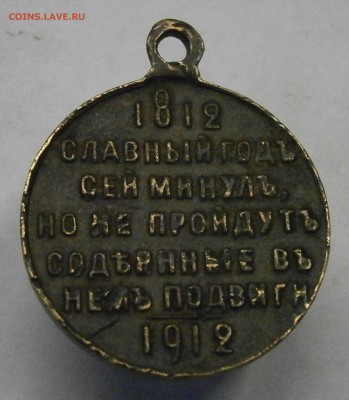 COINS.LAVE.RU
1812
СЛАВНЫЙ ГОДЪ
СЕЙ МИНУЛЪ,
НО НЕ ПРОЙДУТЪ
СОДѢЯННЫЕ ВЪ
НЕМЪ ПОДВИГИ
1912